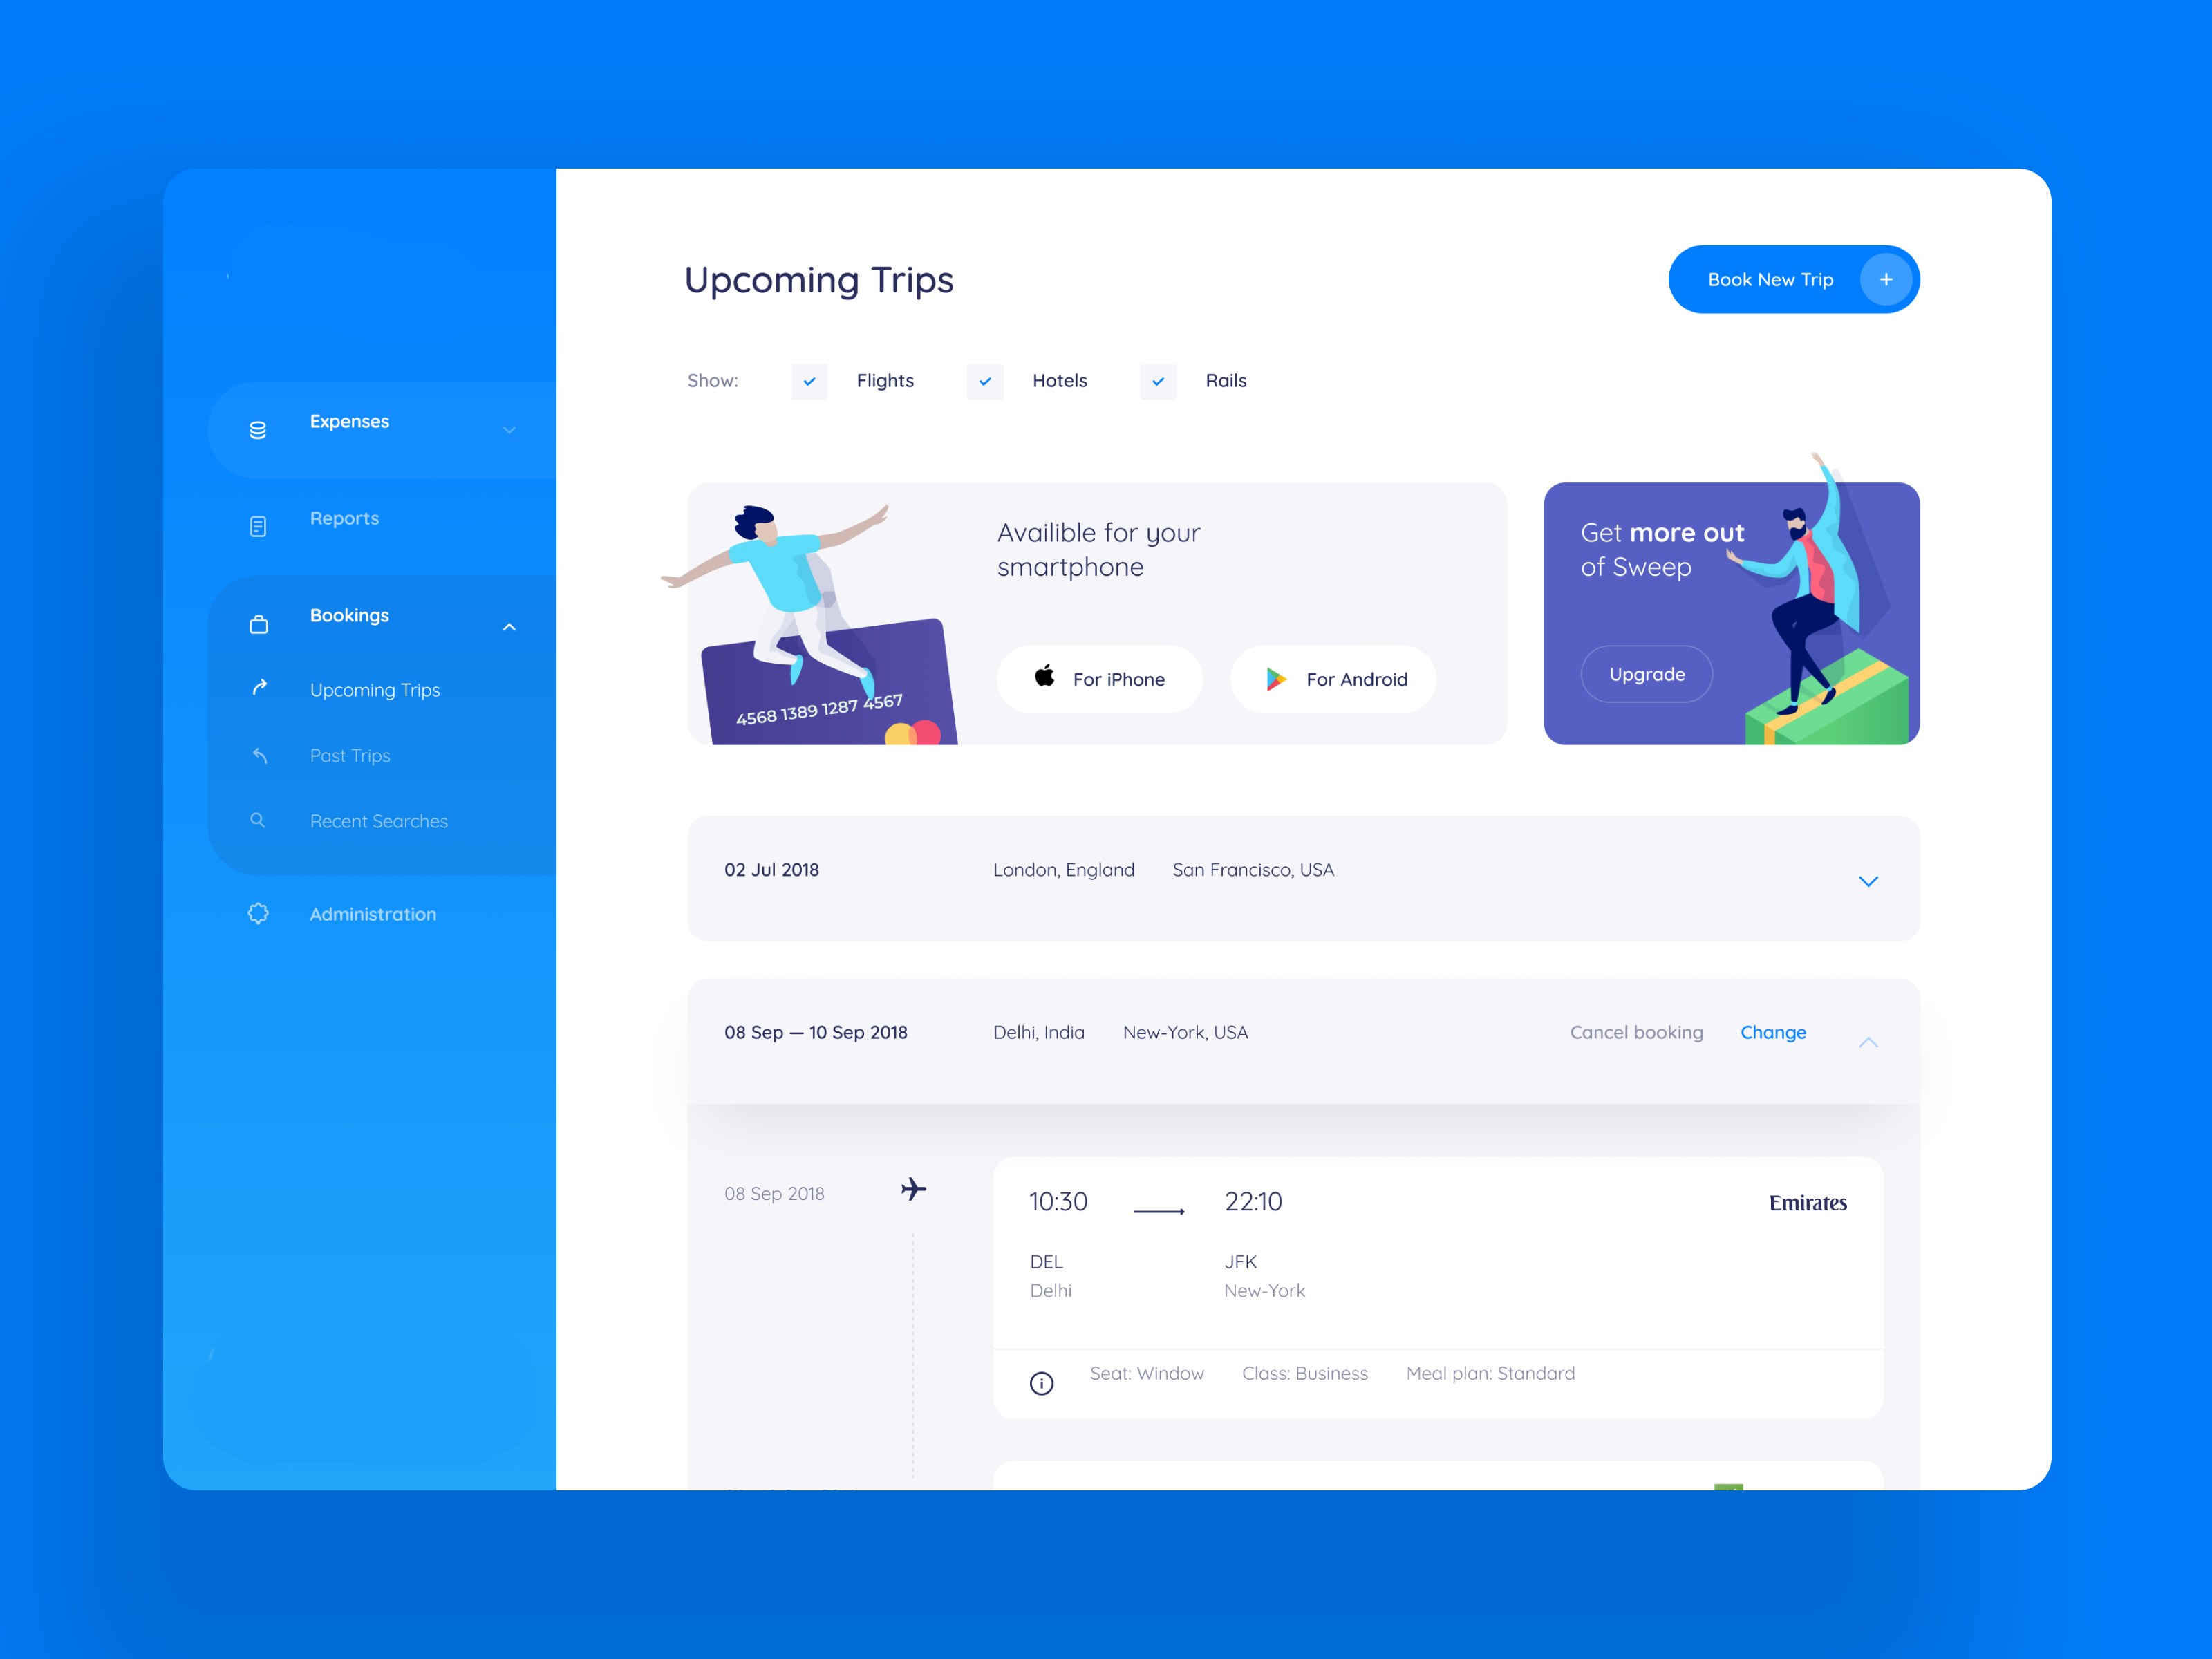 Expenses
Reports
Bookings
Upcoming Trips
Past Trips
Recent Searches
Administration
Upcoming Trips
Book New Trip
Show:
Flights
Hotels
Rails
4568 1389 1287 4567
Availible for your
smartphone
For iPhone
For Android
Get more out
of Sweep
Upgrade
02 Jul 2018
London, England
San Francisco, USA
08 Sep — 10 Sep 2018
Delhi, India
New-York, USA
Cancel booking
Change
08 Sep 2018
10:30
22:10
Emirates
DEL
JFK
Delhi
New-York
Seat: Window
Class: Business
Meal plan: Standard